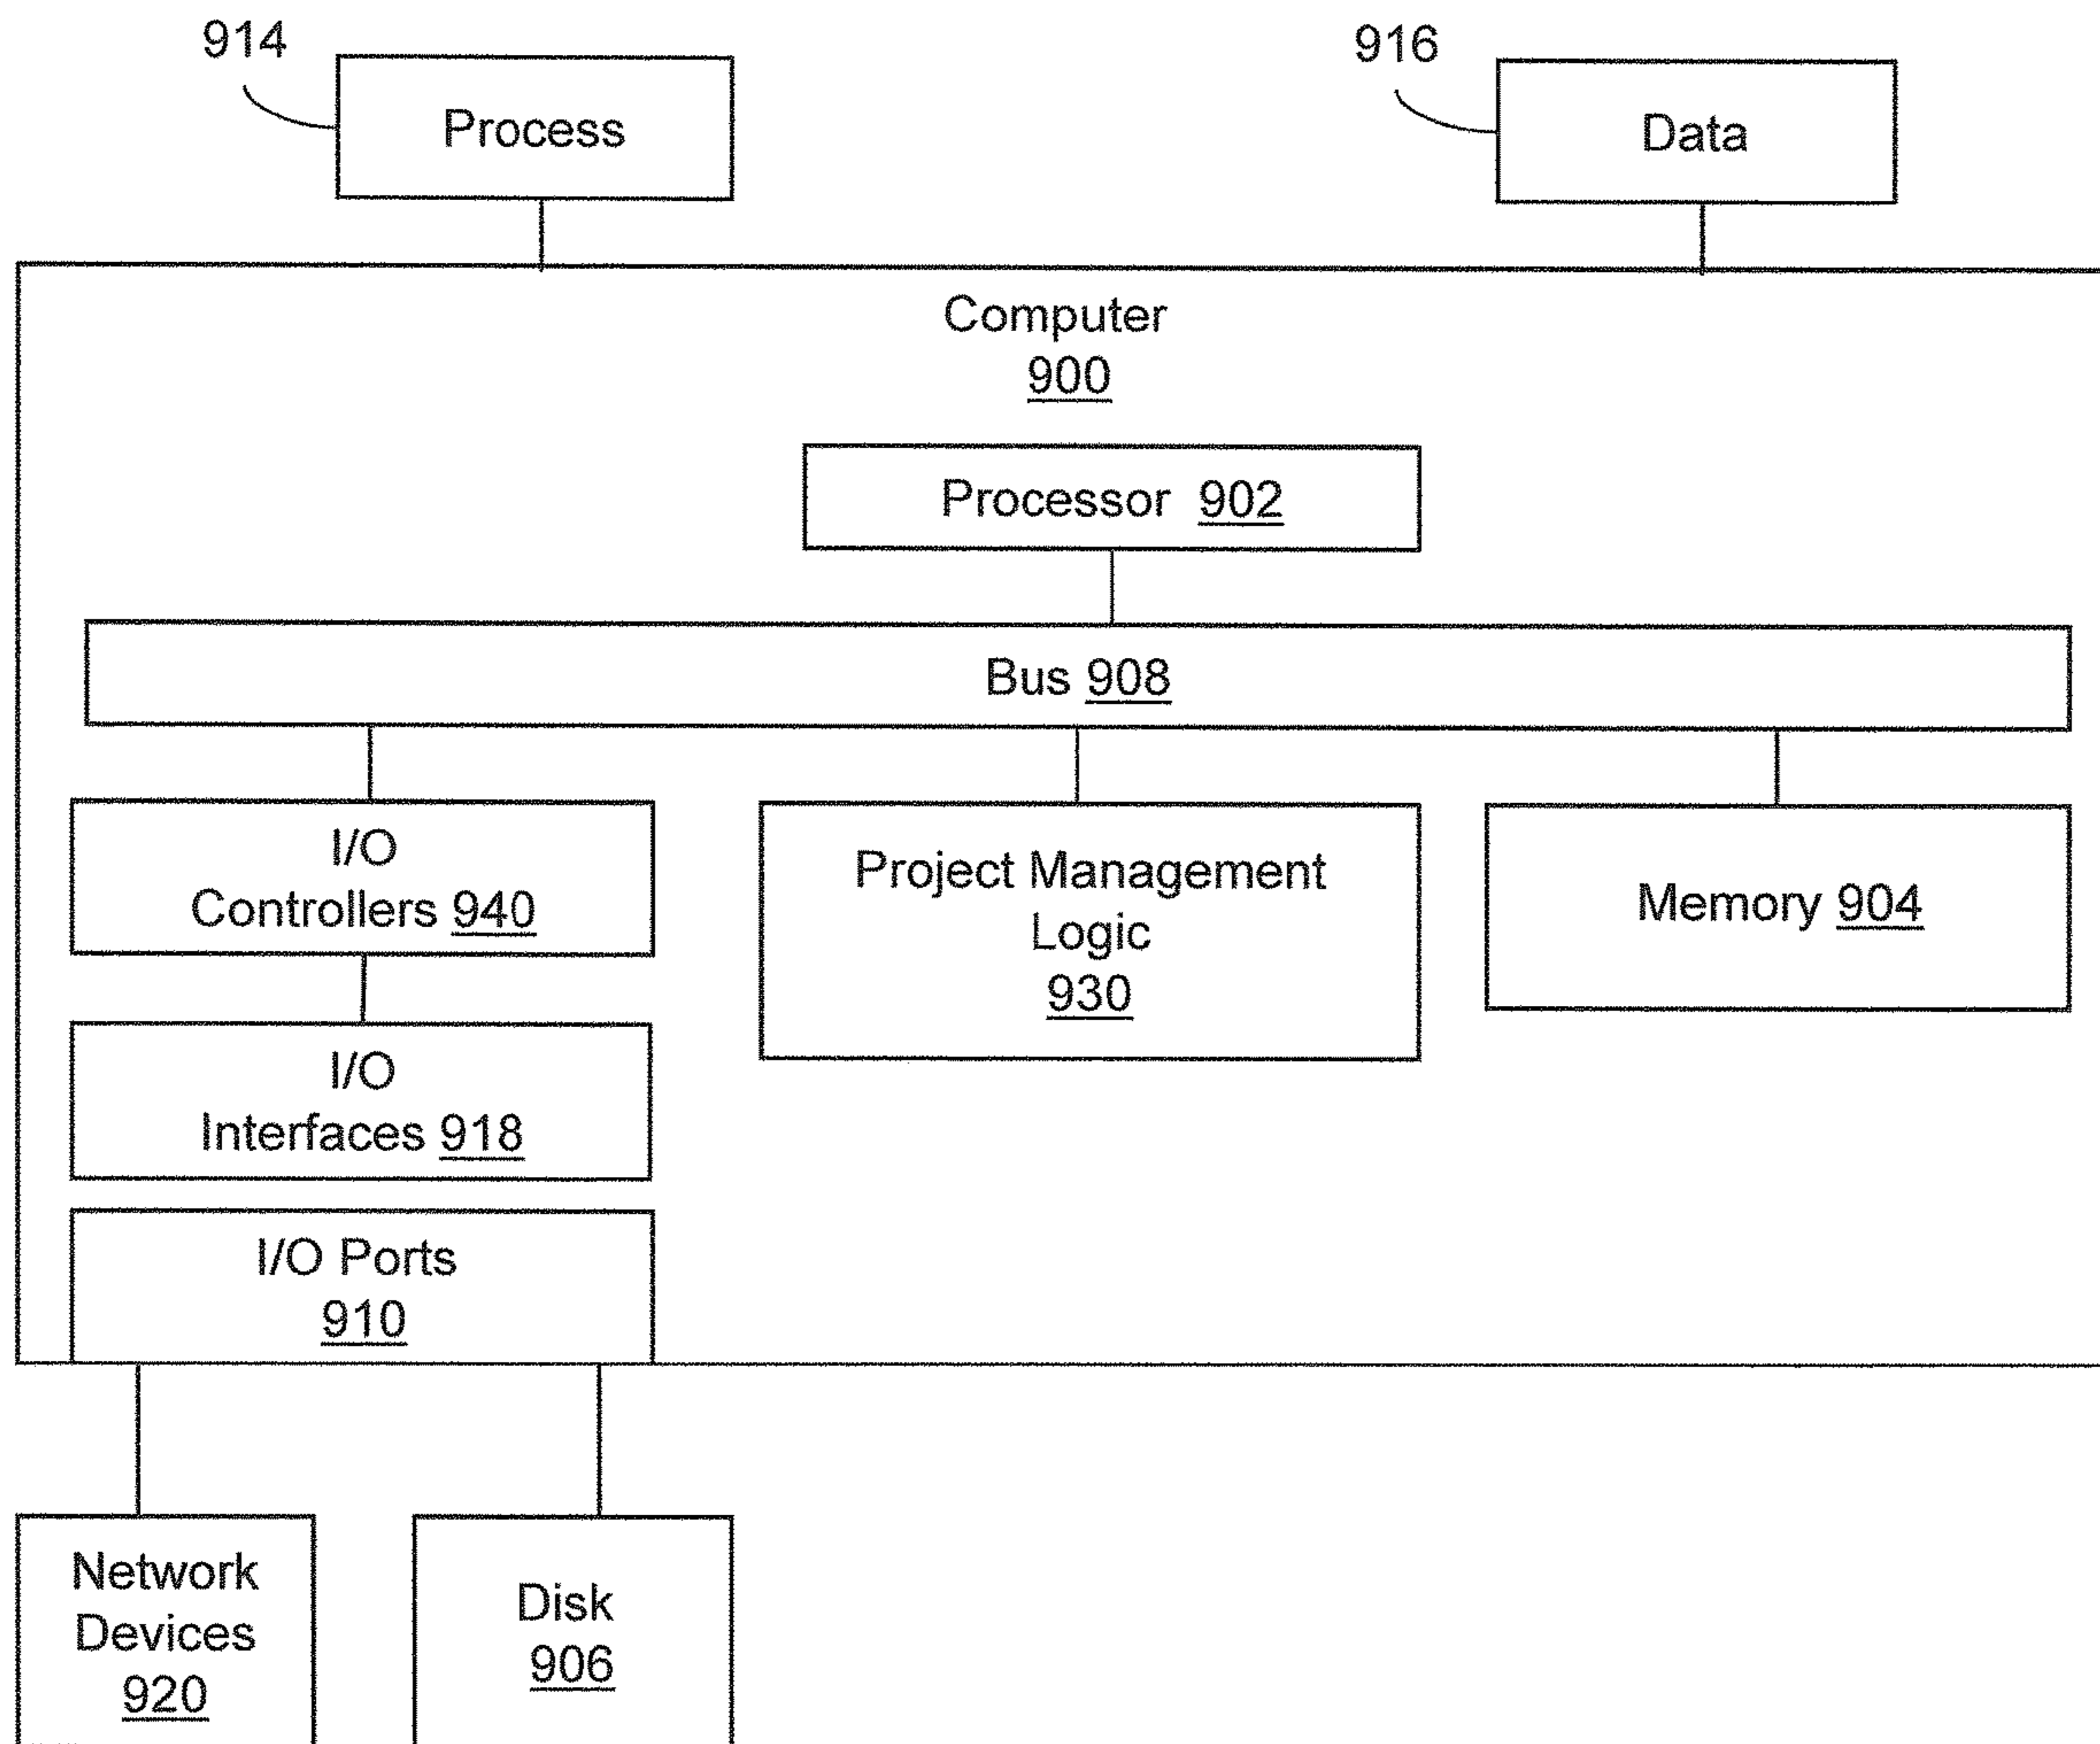 914
Process
916
Data
Computer
900
Processor 902
Bus 908
I/O
Controllers 940
Project Management
Logic
930
Memory 904
I/O
Interfaces 918
I/O Ports
910
Network
Devices
920
Disk
906